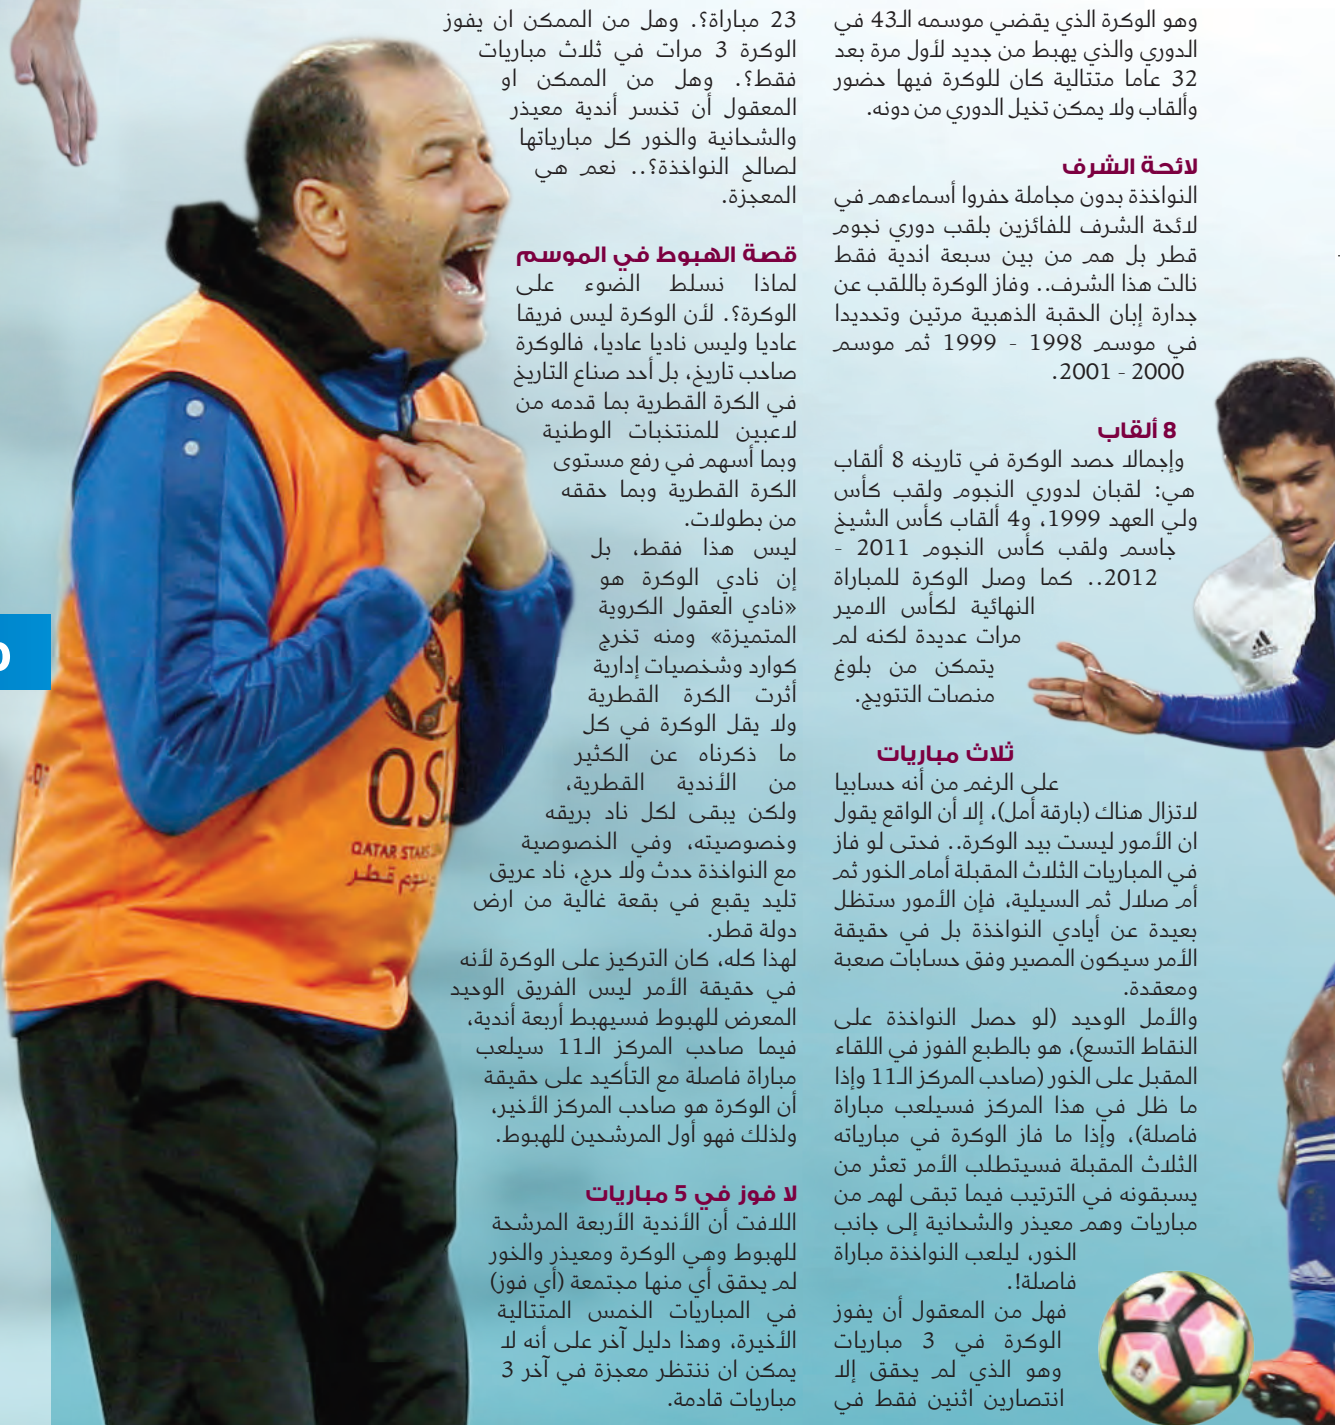 وهو الوكرة الذي يقضي موسمه الـ43 في
الدوري والذي يهبط من جديد لأول مرة بعد
32 عاما متتالية كان للوكرة فيها حضور
وألقاب ولا يمكن تخيل الدوري من دونه.
لائحة الشرف
النواخذة بدون مجاملة حفروا أسماءهم في
لائحة الشرف للفائزين بلقب دوري نجوم
قطر بل هم من بين سبعة اندية فقط
نالت هذا الشرف.. وفاز الوكرة باللقب عن
جدارة إبان الحقبة الذهبية مرتين وتحديدا
في موسم 1998 - 1999 ثم موسم
2000 - 2001.
8 ألقاب
وإجمالا حصد الوكرة في تاريخه 8 ألقاب
هي: لقبان لدوري النجوم ولقب كأس
ولي العهد 1999، و4 ألقاب كأس الشيخ
جاسم ولقب كأس النجوم 2011 -
2012.. كما وصل الوكرة للمباراة
النهائية لكأس الامير
مرات عديدة لكنه لم
يتمكن من بلوغ
منصات التتويج.
ثلاث مباريات
على الرغم من أنه حسابيا
لاتزال هناك (بارقة أمل)، إلا أن الواقع يقول
ان الأمور ليست بيد الوكرة.. فحتى لو فاز
في المباريات الثلاث المقبلة أمام الخور ثم
أم صلال ثم السيلية، فإن الأمور ستظل
بعيدة عن أيادي النواخذة بل في حقيقة
الأمر سيكون المصير وفق حسابات صعبة
ومعقدة.
والأمل الوحيد (لو حصل النواخذة على
النقاط التسع)، هو بالطبع الفوز في اللقاء
المقبل على الخور (صاحب المركز الـ11 وإذا
ما ظل في هذا المركز فسيلعب مباراة
فاصلة)، وإذا ما فاز الوكرة في مبارياته
الثلاث المقبلة فسيتطلب الأمر تعثر من
يسبقونه في الترتيب فيما تبقى لهم من
مباريات وهم معيذر والشحانية إلى جانب
الخور، ليلعب النواخذة مباراة
فاصلة!.
فهل من المعقول أن يفوز
الوكرة في 3 مباريات
وهو الذي لم يحقق إلا
انتصارين اثنين فقط في
23 مباراة؟. وهل من الممكن ان يفوز
الوكرة 3 مرات في ثلاث مباريات
فقط؟. وهل من الممكن او
المعقول أن تخسر أندية معيذر
والشحانية والخور كل مبارياتها
لصالح النواخذة؟.. نعم هي
المعجزة.
قصة الهبوط في الموسم
لماذا نسلط الضوء على
الوكرة؟. لأن الوكرة ليس فريقا
عاديا وليس ناديا عاديا، فالوكرة
صاحب تاريخ، بل أحد صناع التاريخ
في الكرة القطرية بما قدمه من
لاعبين للمنتخبات الوطنية
وبما أسهم في رفع مستوى
الكرة القطرية وبما حققه
من بطولات.
ليس هذا فقط، بل
إن نادي الوكرة هو
«نادي العقول الكروية
المتميزة» ومنه تخرج
كوارد وشخصيات إدارية
أثرت الكرة القطرية
ولا يقل الوكرة في كل
ما ذكرناه عن الكثير
من الأندية القطرية،
ولكن يبقى لكل ناد بريقه
وخصوصيته، وفي الخصوصية
مع النواخذة حدث ولا حرج، ناد عريق
تليد يقبع في بقعة غالية من ارض
دولة قطر.
لهذا كله، كان التركيز على الوكرة لأنه
في حقيقة الأمر ليس الفريق الوحيد
المعرض للهبوط فسيهبط أربعة أندية،
فيما صاحب المركز الـ11 سيلعب
مباراة فاصلة مع التأكيد على حقيقة
أن الوكرة هو صاحب المركز الأخير،
ولذلك فهو أول المرشحين للهبوط.
لا فوز في 5 مباريات
اللافت أن الأندية الأربعة المرشحة
للهبوط وهي الوكرة ومعيذر والخور
لم يحقق أي منها مجتمعة (أي فوز)
في المباريات الخمس المتتالية
الأخيرة، وهذا دليل آخر على أنه لا
يمكن ان ننتظر معجزة في آخر 3
مباريات قادمة.
QSL
QATAR STARS
قطر
adidas